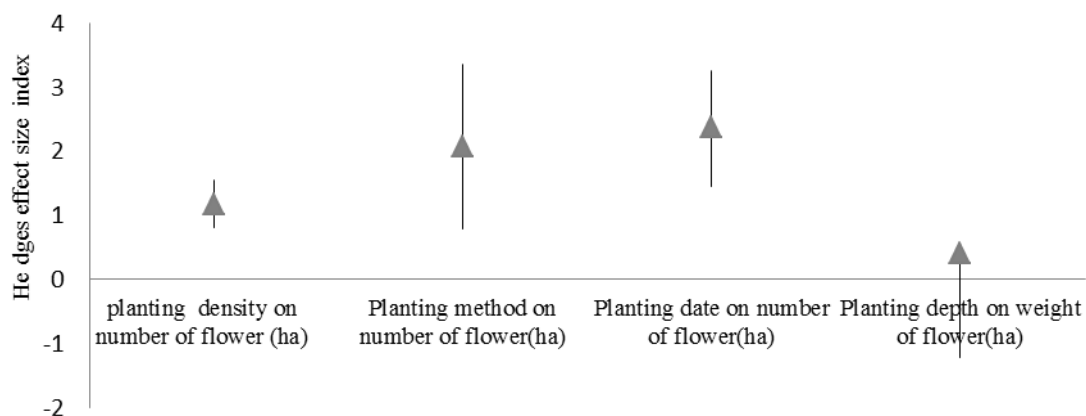 He dges effect size index
4
3
2
1
0
-1
-2
planting density on
number of flower (ha)
Planting method on
number of flower(ha)
Planting date on number
of flower(ha)
Planting depth on weight
of flower(ha)